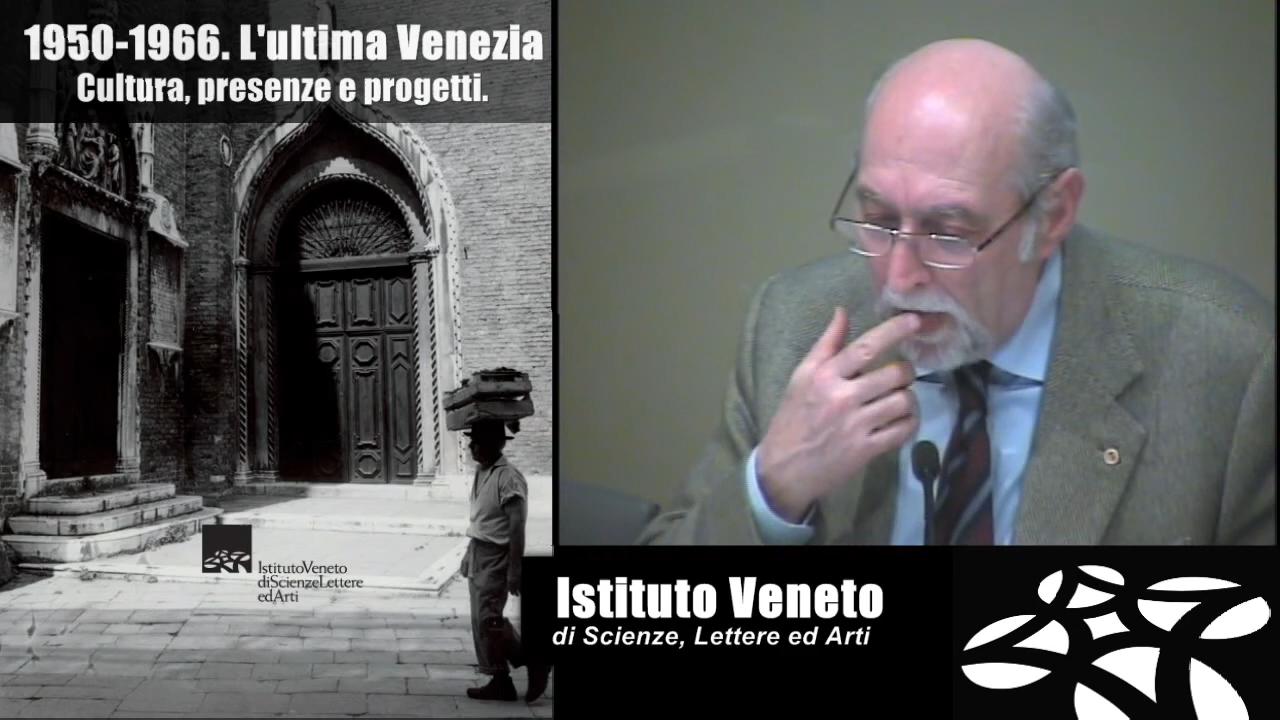 1950-1966. L'ultima Venezia
Cultura, presenze e progetti.
IstitutoVeneto
diScienzeLettere
edArti
Istituto Veneto
di Scienze, Lettere ed Arti